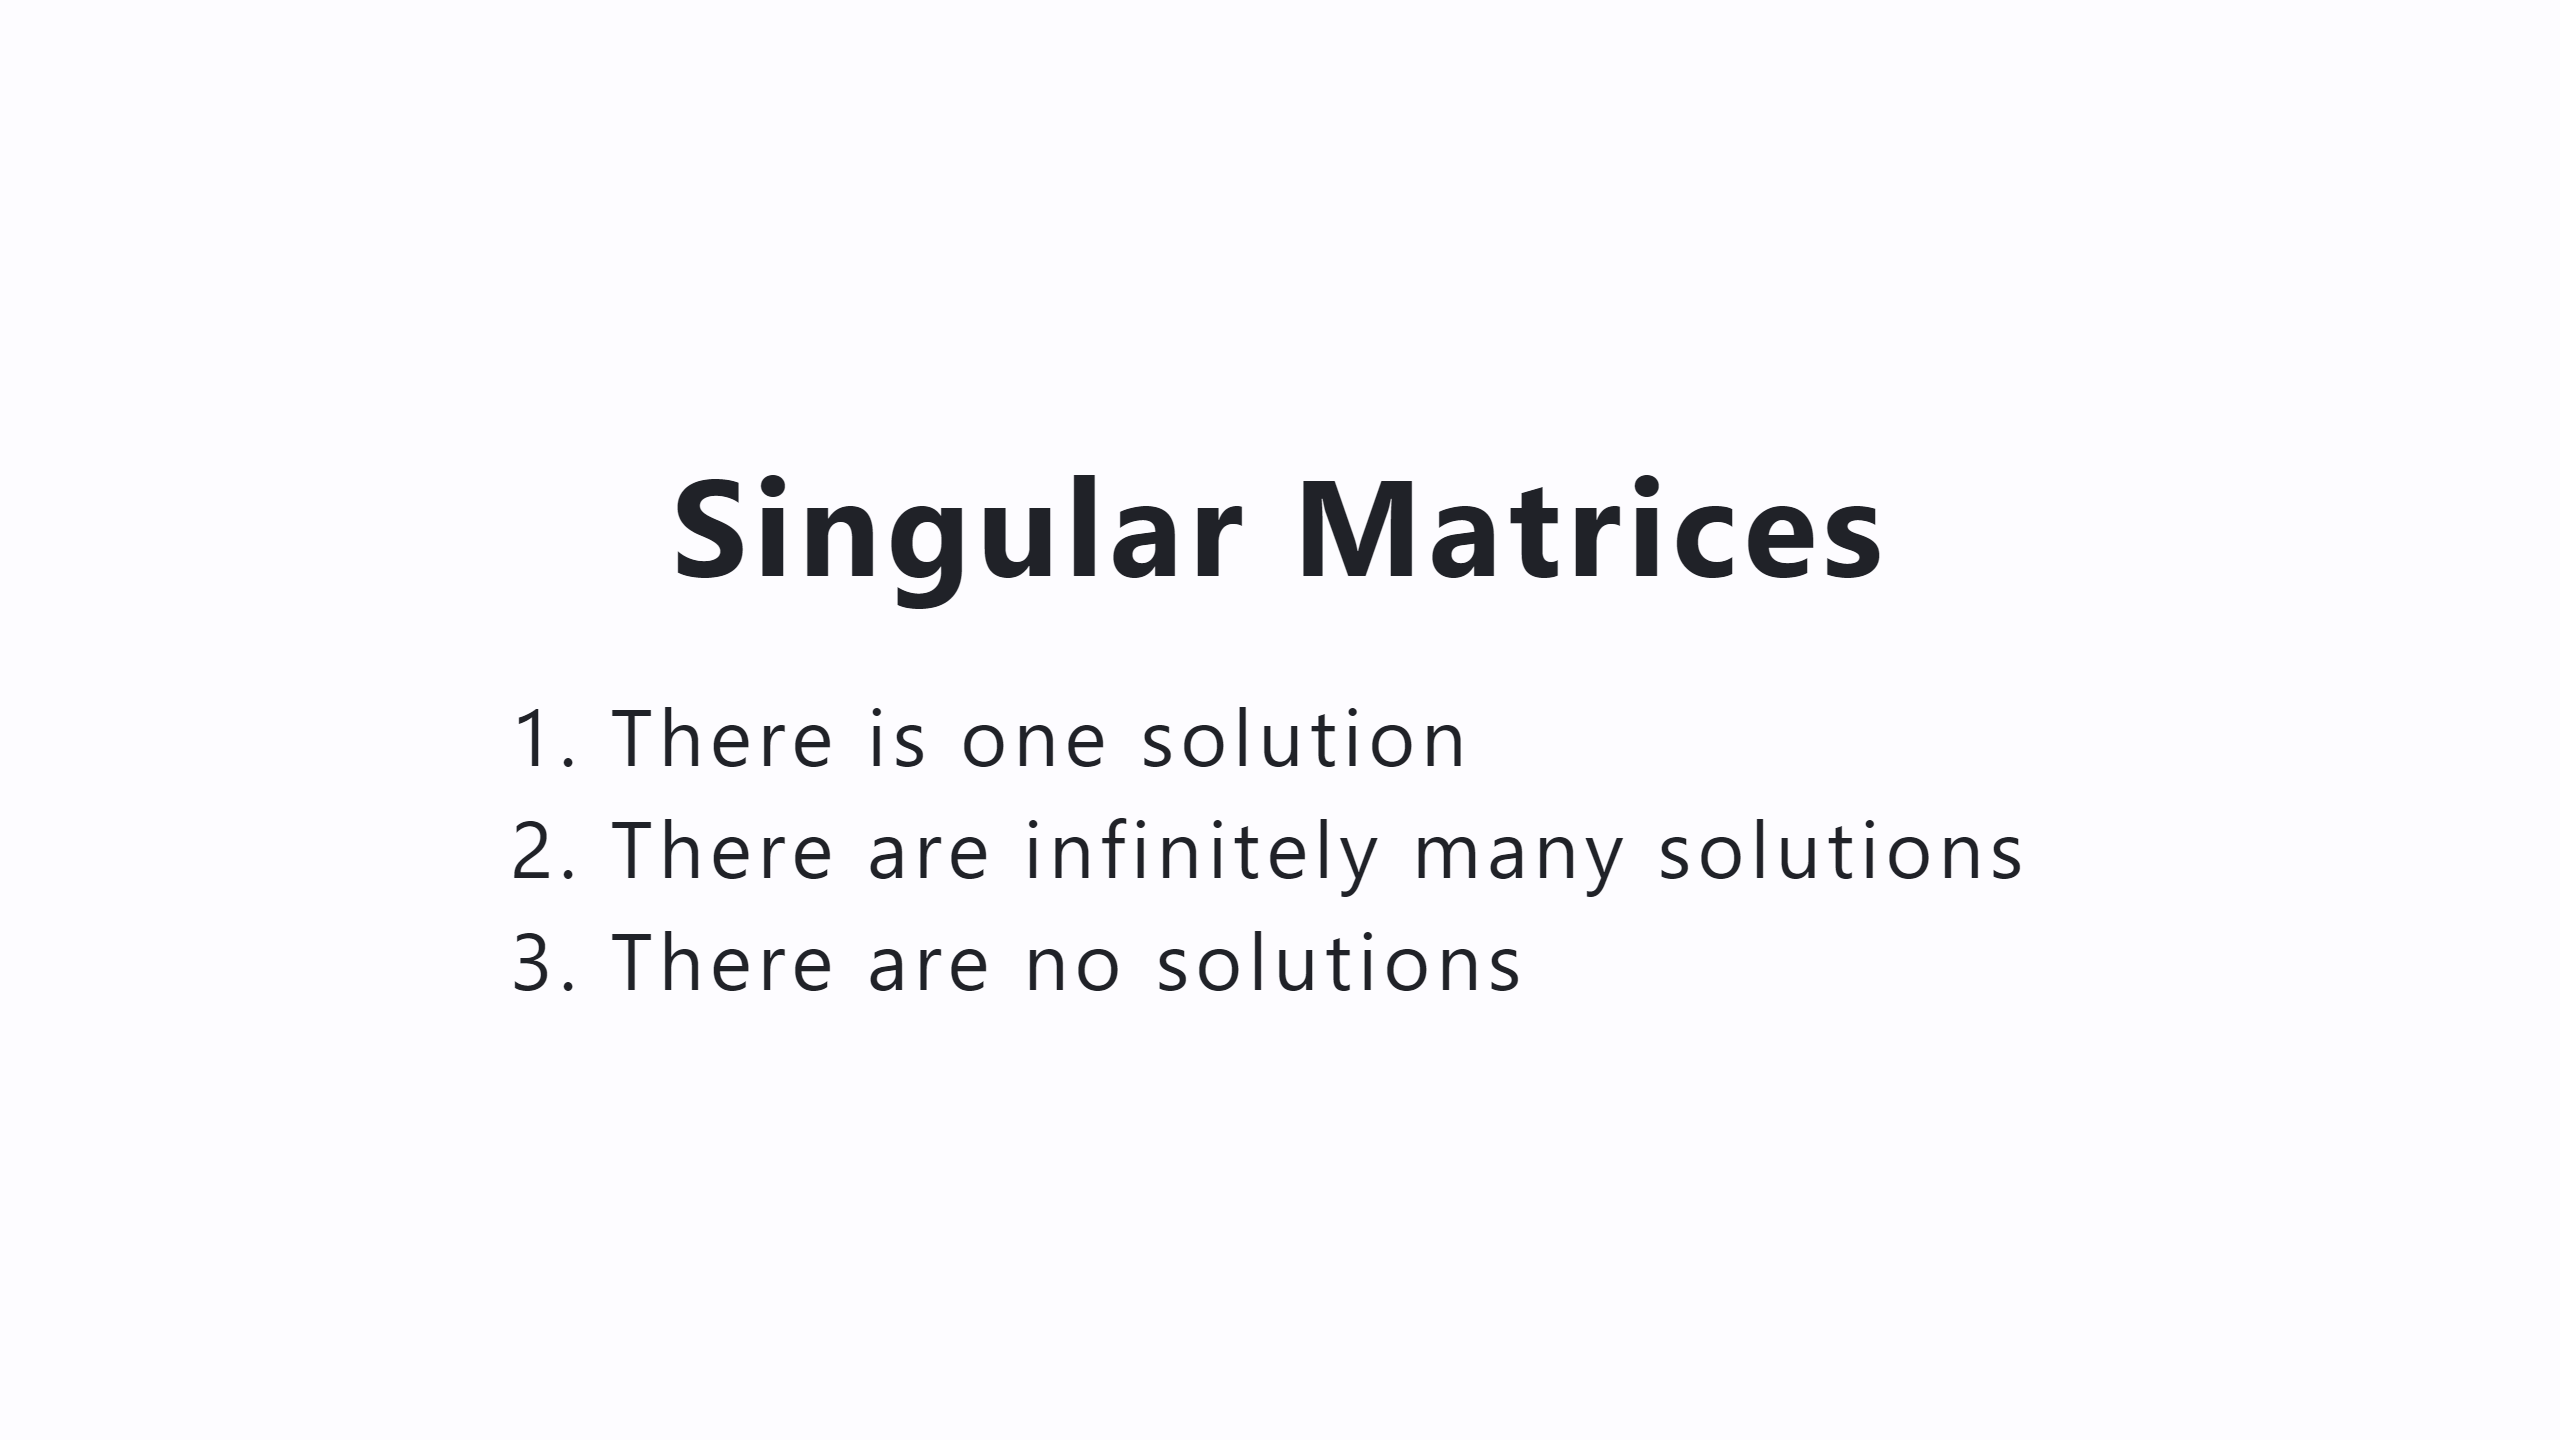 Singular Matrices
1. There is one solution
2. There are infinitely many solutions
3. There are no solutions